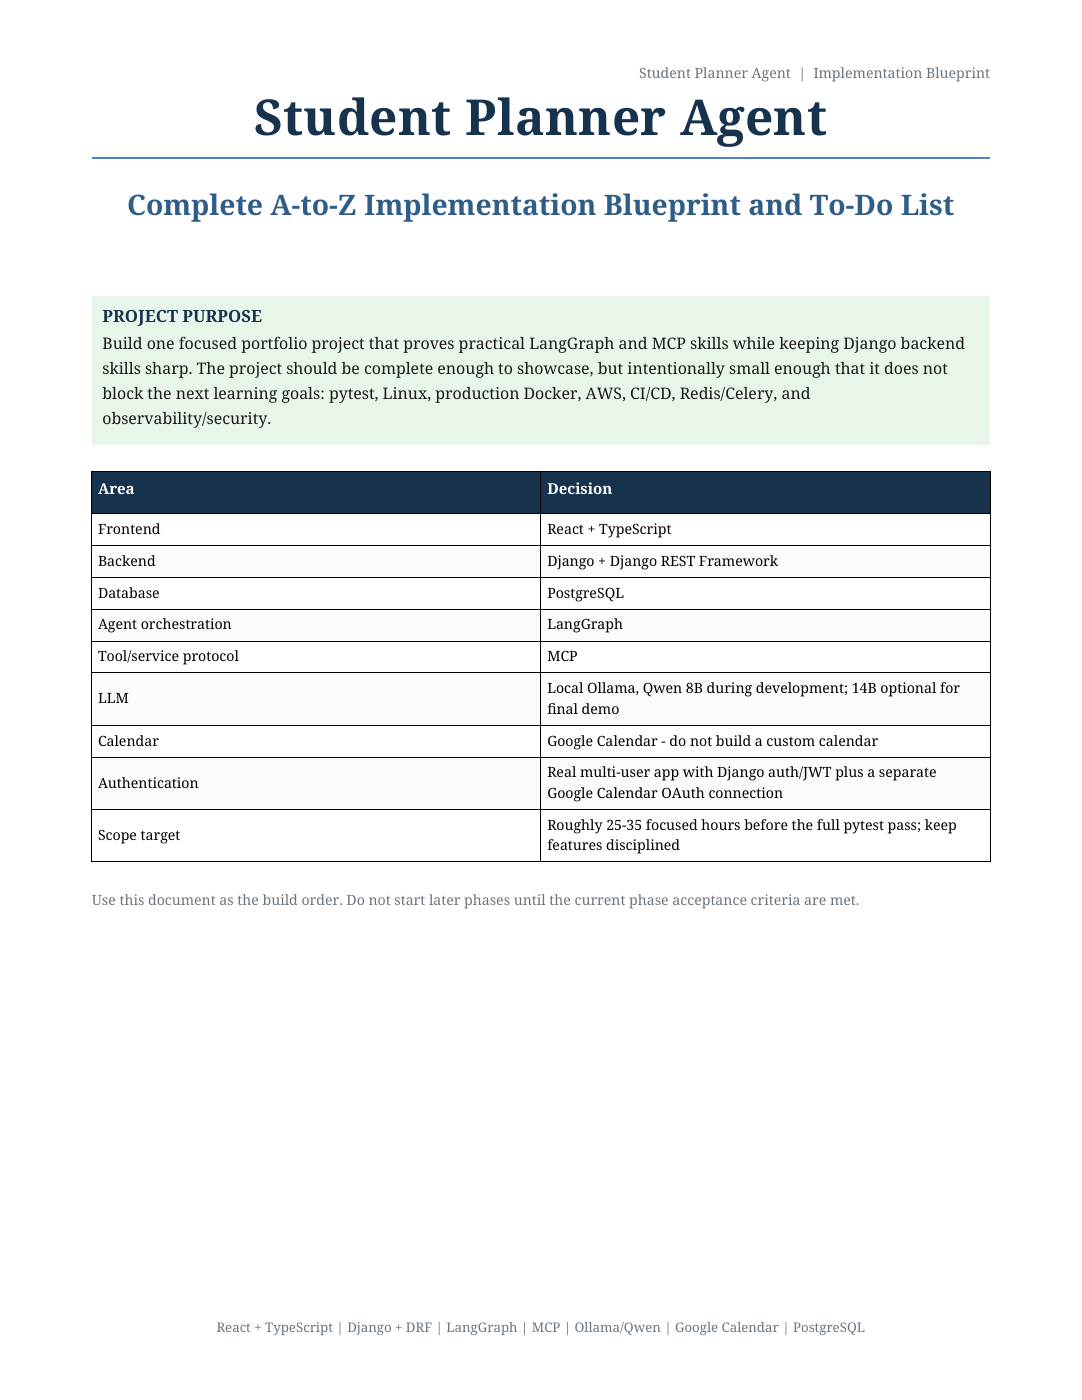 Student Planner Agent | Implementation Blueprint
Student Planner Agent
Complete A-to-Z Implementation Blueprint and To-Do List
PROJECT PURPOSE
Build one focused portfolio project that proves practical LangGraph and MCP skills while keeping Django backend
skills sharp. The project should be complete enough to showcase, but intentionally small enough that it does not
block the next learning goals: pytest, Linux, production Docker, AWS, CI/CD, Redis/Celery, and
observability/security.
Area Decision
Frontend React + TypeScript
Backend Django + Django REST Framework
Database PostgreSQL
Agent orchestration LangGraph
Tool/service protocol MCP
LLM Local Ollama, Qwen 8B during development; 14B optional for
final demo
Calendar Google Calendar - do not build a custom calendar
Authentication Real multi-user app with Django auth/JWT plus a separate
Google Calendar OAuth connection
Scope target Roughly 25-35 focused hours before the full pytest pass; keep
features disciplined
Use this document as the build order. Do not start later phases until the current phase acceptance criteria are met.
React + TypeScript | Django + DRF | LangGraph | MCP | Ollama/Qwen | Google Calendar | PostgreSQL